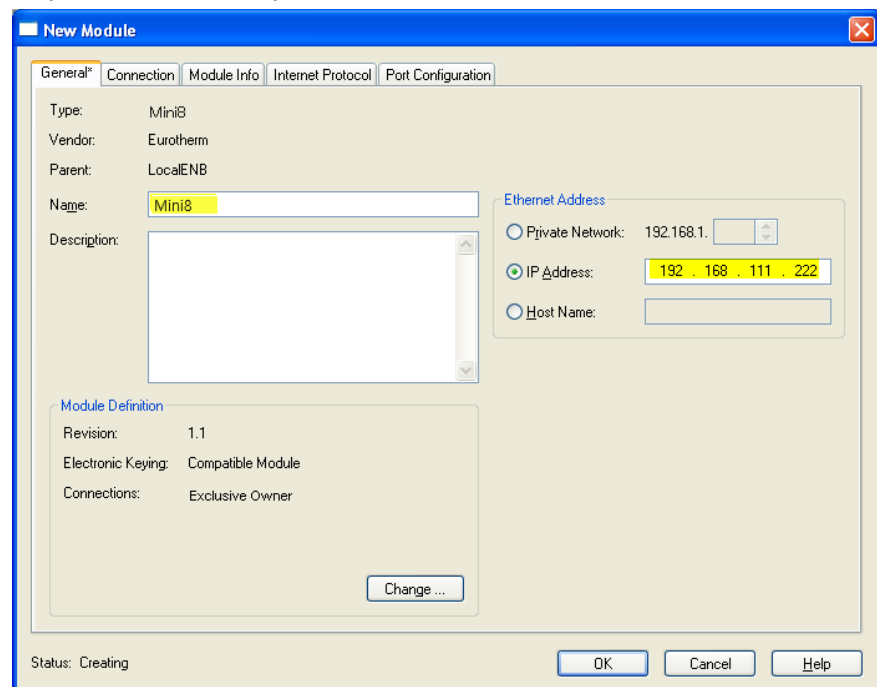 New Module
General* Connection Module Info Internet Protocol Port Configuration
Type: Mini8
Vendor: Eurotherm
Parent: LocalENB
Name: Mini8
Description:
Ethernet Address
Private Network: 192.168.1.
IP Address: 192 . 168 . 111 . 222
Host Name:
Module Definition
Revision: 1.1
Electronic Keying: Compatible Module
Connections: Exclusive Owner
Change ...
Status: Creating
OK Cancel Help